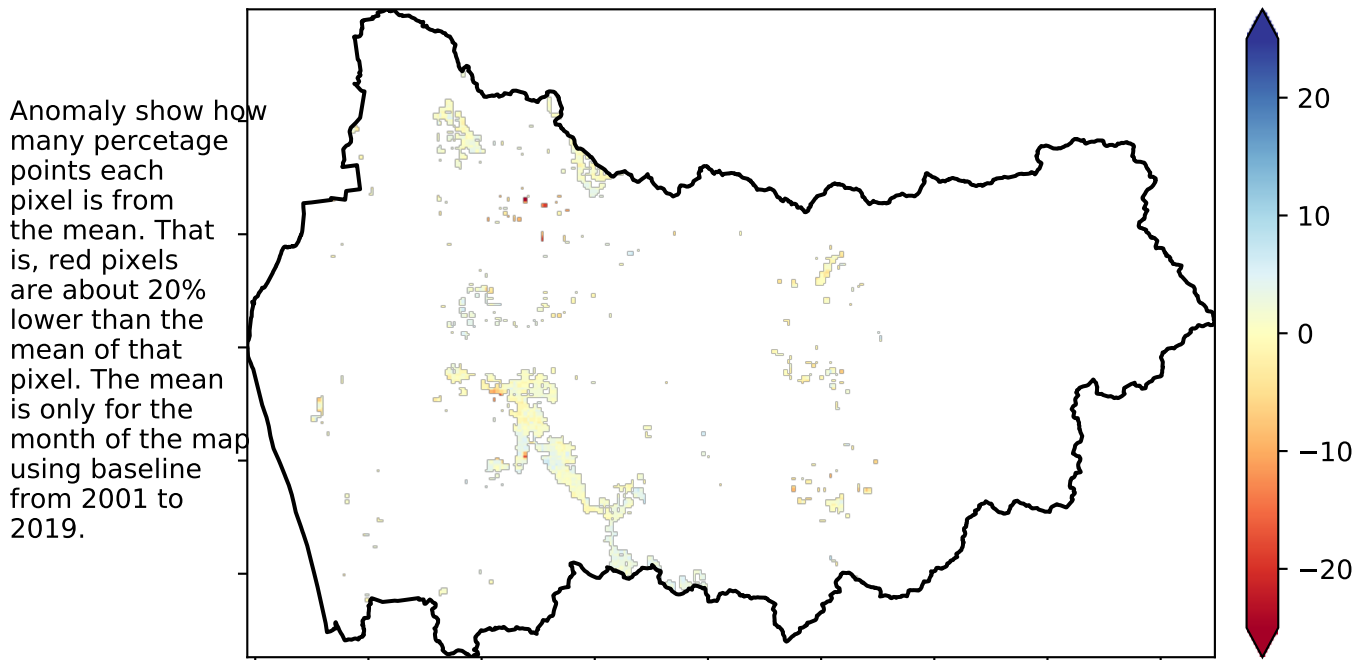 Anomaly show how
many percetage
points each
pixel is from
the mean. That
is, red pixels
are about 20%
lower than the
mean of that
pixel. The mean
is only for the
month of the map
using baseline
from 2001 to
2019.
20
10
0
−10
−20